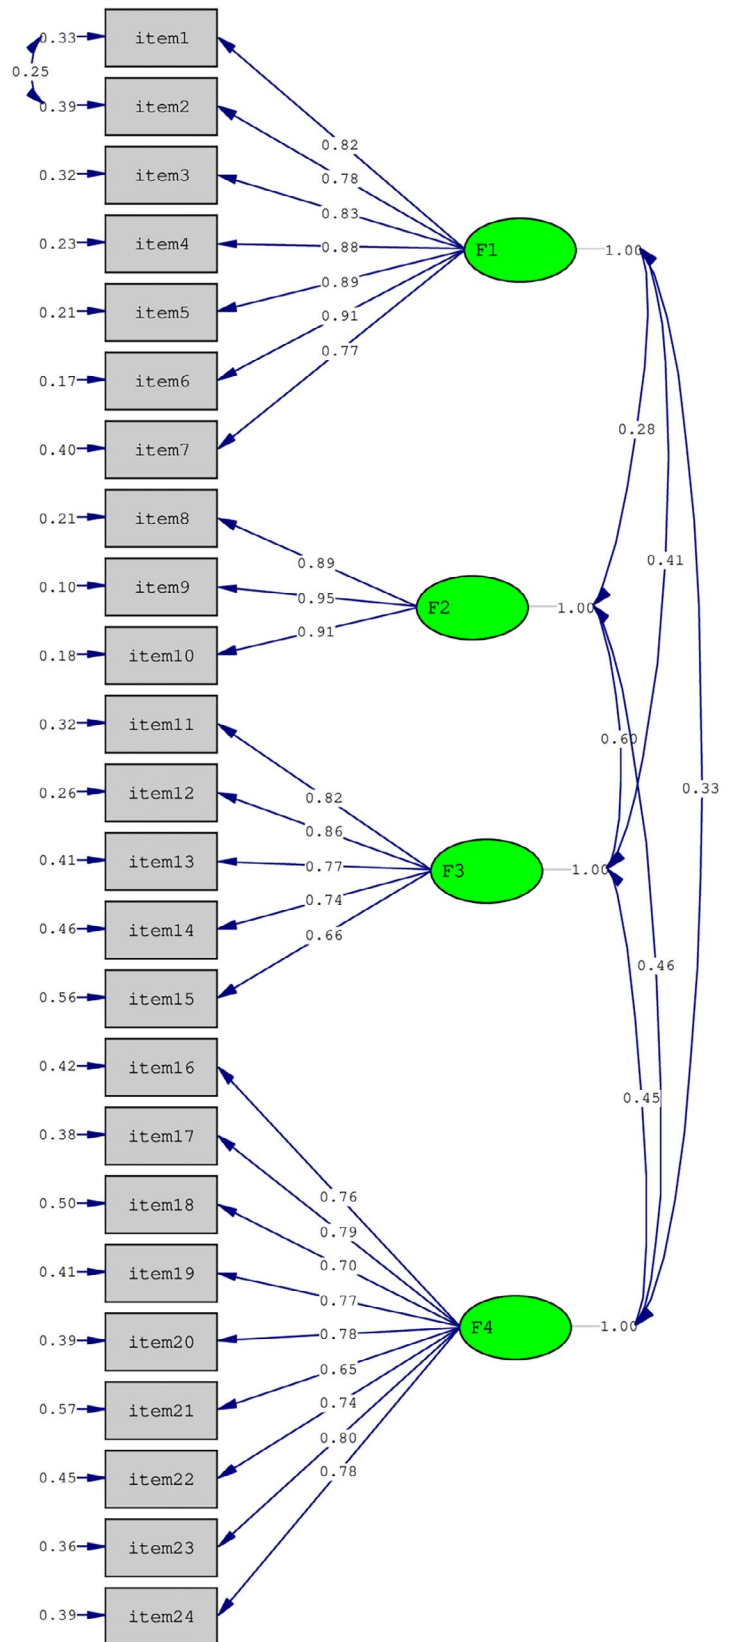 0.33 item1
0.25
0.39 item2
0.82
0.32 item3
0.78
0.83
0.23 item4
0.88 F1 1.00
0.89
0.21 item5
0.91
0.77
0.17 item6
0.28
0.40 item7
0.21 item8
0.89
0.41
0.10 item9
0.95 F2 1.00
0.91
0.18 item10
0.32 item11
0.60
0.33
0.26 item12
0.82
0.86
0.41 item13
0.77 F3 1.00
0.74
0.46 item14
0.66
0.46
0.56 item15
0.42 item16
0.45
0.38 item17
0.76
0.50 item18
0.79
0.70
0.41 item19
0.77
0.78 F4 1.00
0.39 item20
0.65
0.57 item21
0.74
0.80
0.45 item22
0.78
0.36 item23
0.39 item24